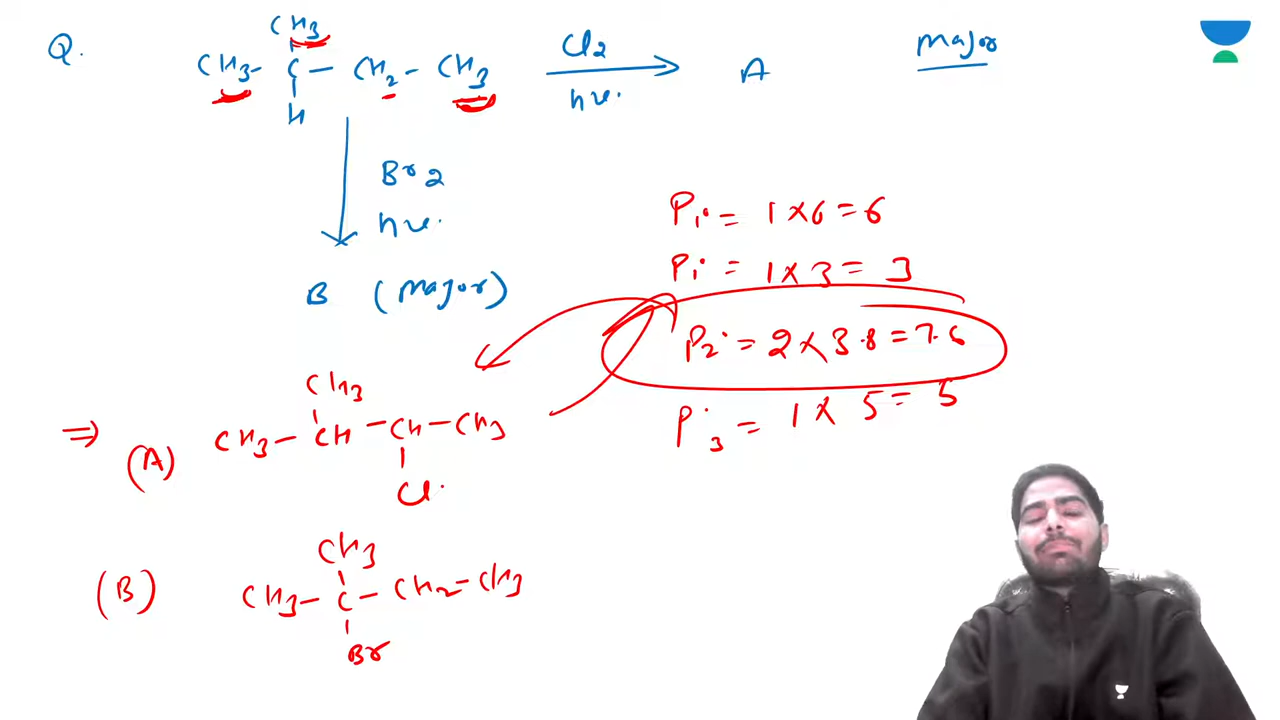 Q.
CH3
CH3 - C - CH2 - CH3
H
Cl2
hν.
A
Major
Br2
hν.
B (Major)
P1° = 1 × 6 = 6
P1° = 1 × 3 = 3
P2° = 2 × 3.8 = 7.6
P3° = 1 × 5 = 5
⇒ (A)
CH3
CH3 - CH - CH - CH3
Cl
(B)
CH3
CH3 - C - CH2 - CH3
Br